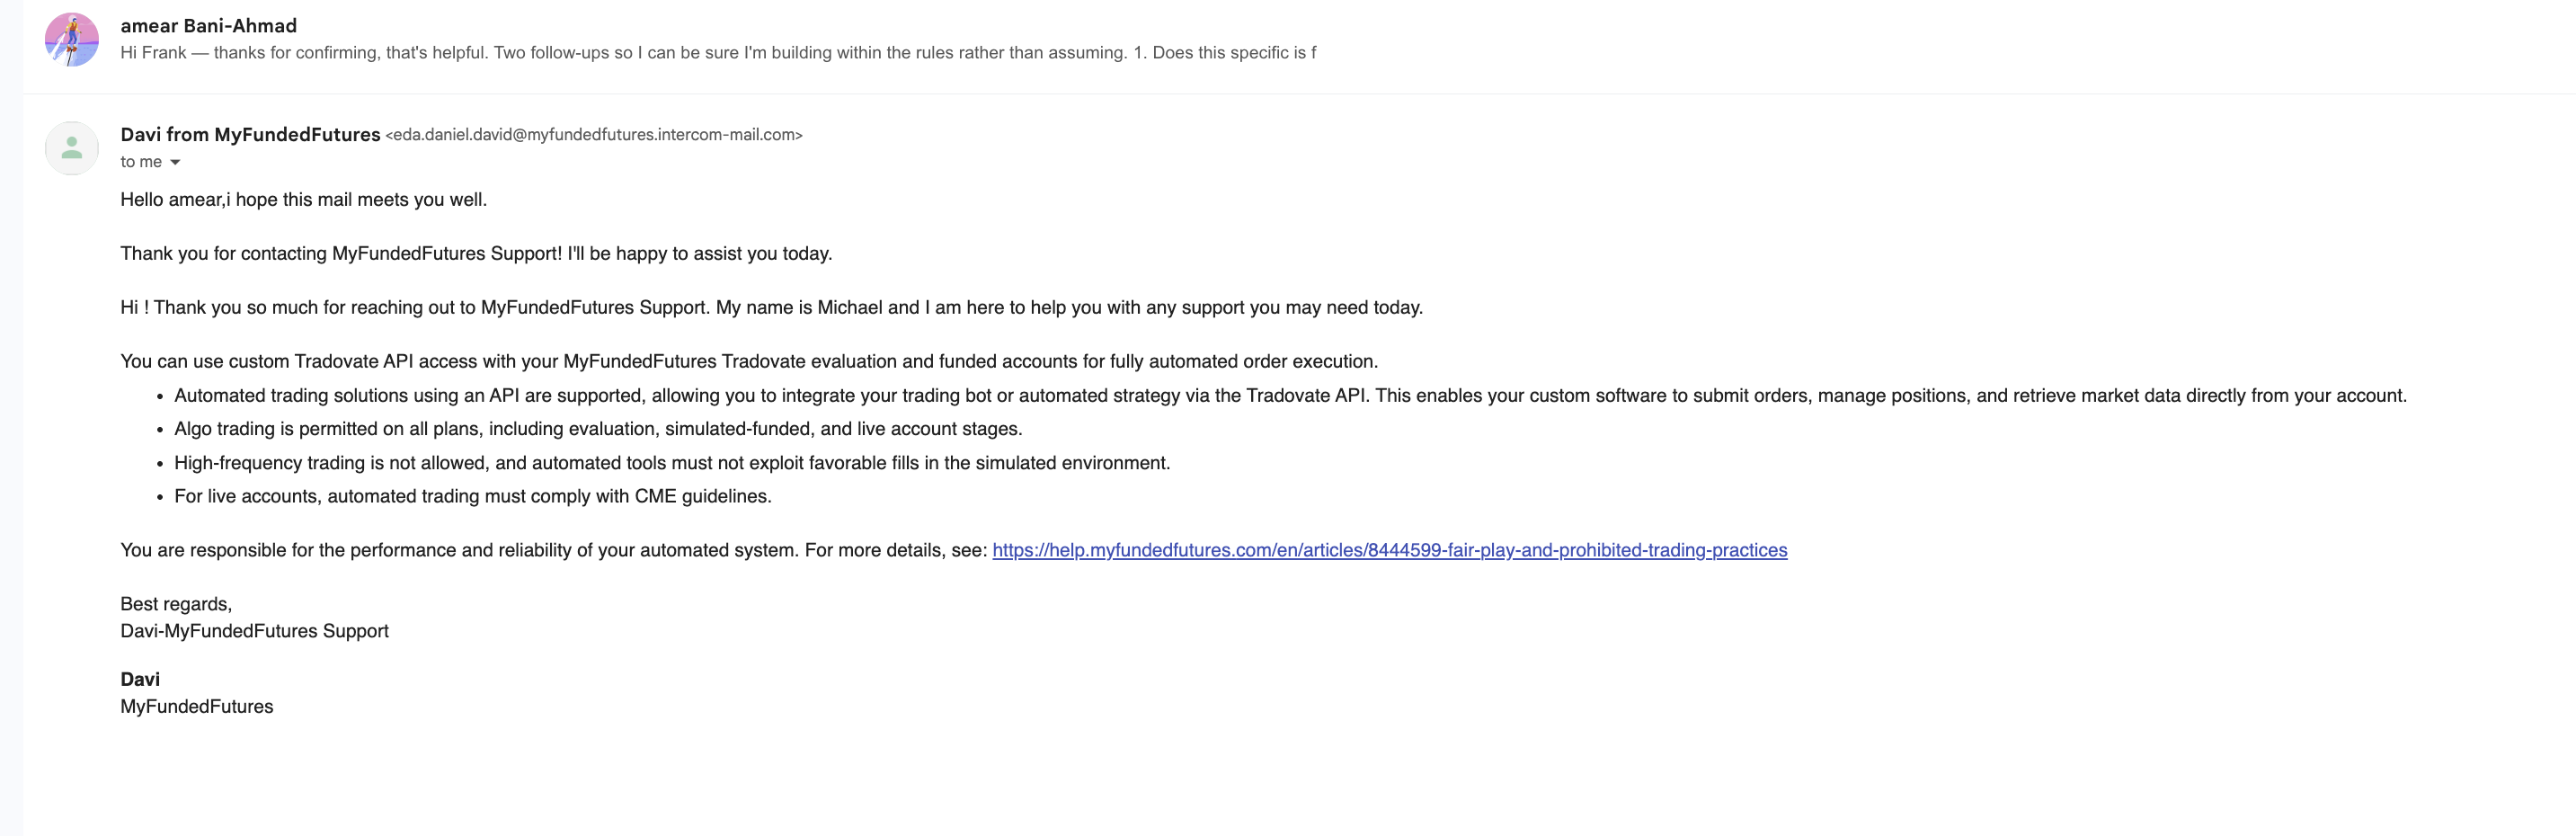 amear Bani-Ahmad
Hi Frank — thanks for confirming, that's helpful. Two follow-ups so I can be sure I'm building within the rules rather than assuming. 1. Does this specific is f
Davi from MyFundedFutures <eda.daniel.david@myfundedfutures.intercom-mail.com>
to me
Hello amear,i hope this mail meets you well.
Thank you for contacting MyFundedFutures Support! I'll be happy to assist you today.
Hi ! Thank you so much for reaching out to MyFundedFutures Support. My name is Michael and I am here to help you with any support you may need today.
You can use custom Tradovate API access with your MyFundedFutures Tradovate evaluation and funded accounts for fully automated order execution.
• Automated trading solutions using an API are supported, allowing you to integrate your trading bot or automated strategy via the Tradovate API. This enables your custom software to submit orders, manage positions, and retrieve market data directly from your account.
• Algo trading is permitted on all plans, including evaluation, simulated-funded, and live account stages.
• High-frequency trading is not allowed, and automated tools must not exploit favorable fills in the simulated environment.
• For live accounts, automated trading must comply with CME guidelines.
You are responsible for the performance and reliability of your automated system. For more details, see: https://help.myfundedfutures.com/en/articles/8444599-fair-play-and-prohibited-trading-practices
Best regards,
Davi-MyFundedFutures Support
Davi
MyFundedFutures